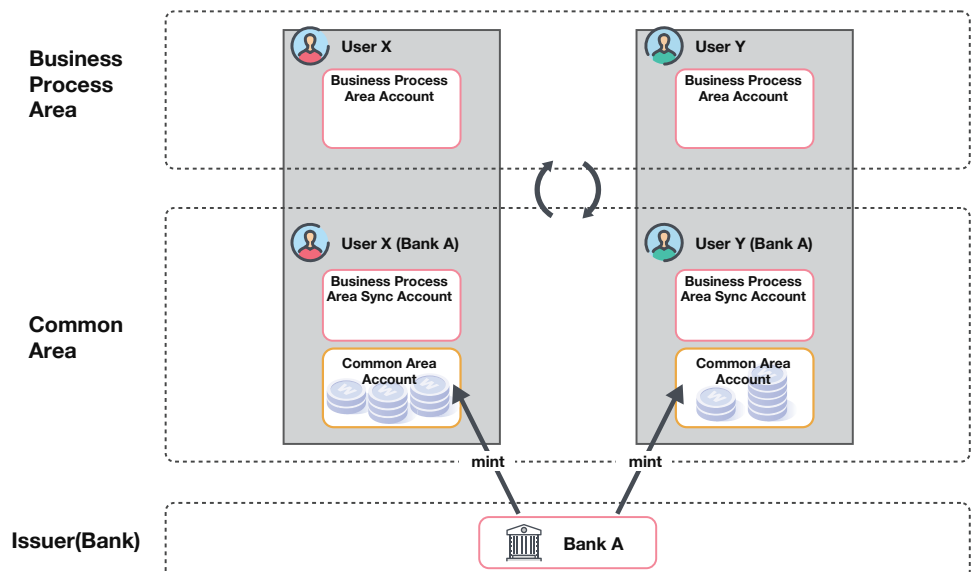 Business
Process
Area
User X
Business Process
Area Account
User Y
Business Process
Area Account
Common
Area
User X (Bank A)
Business Process
Area Sync Account
Common Area
Account
User Y (Bank A)
Business Process
Area Sync Account
Common Area
Account
W
W
W
W
W
mint
mint
Issuer(Bank)
Bank A